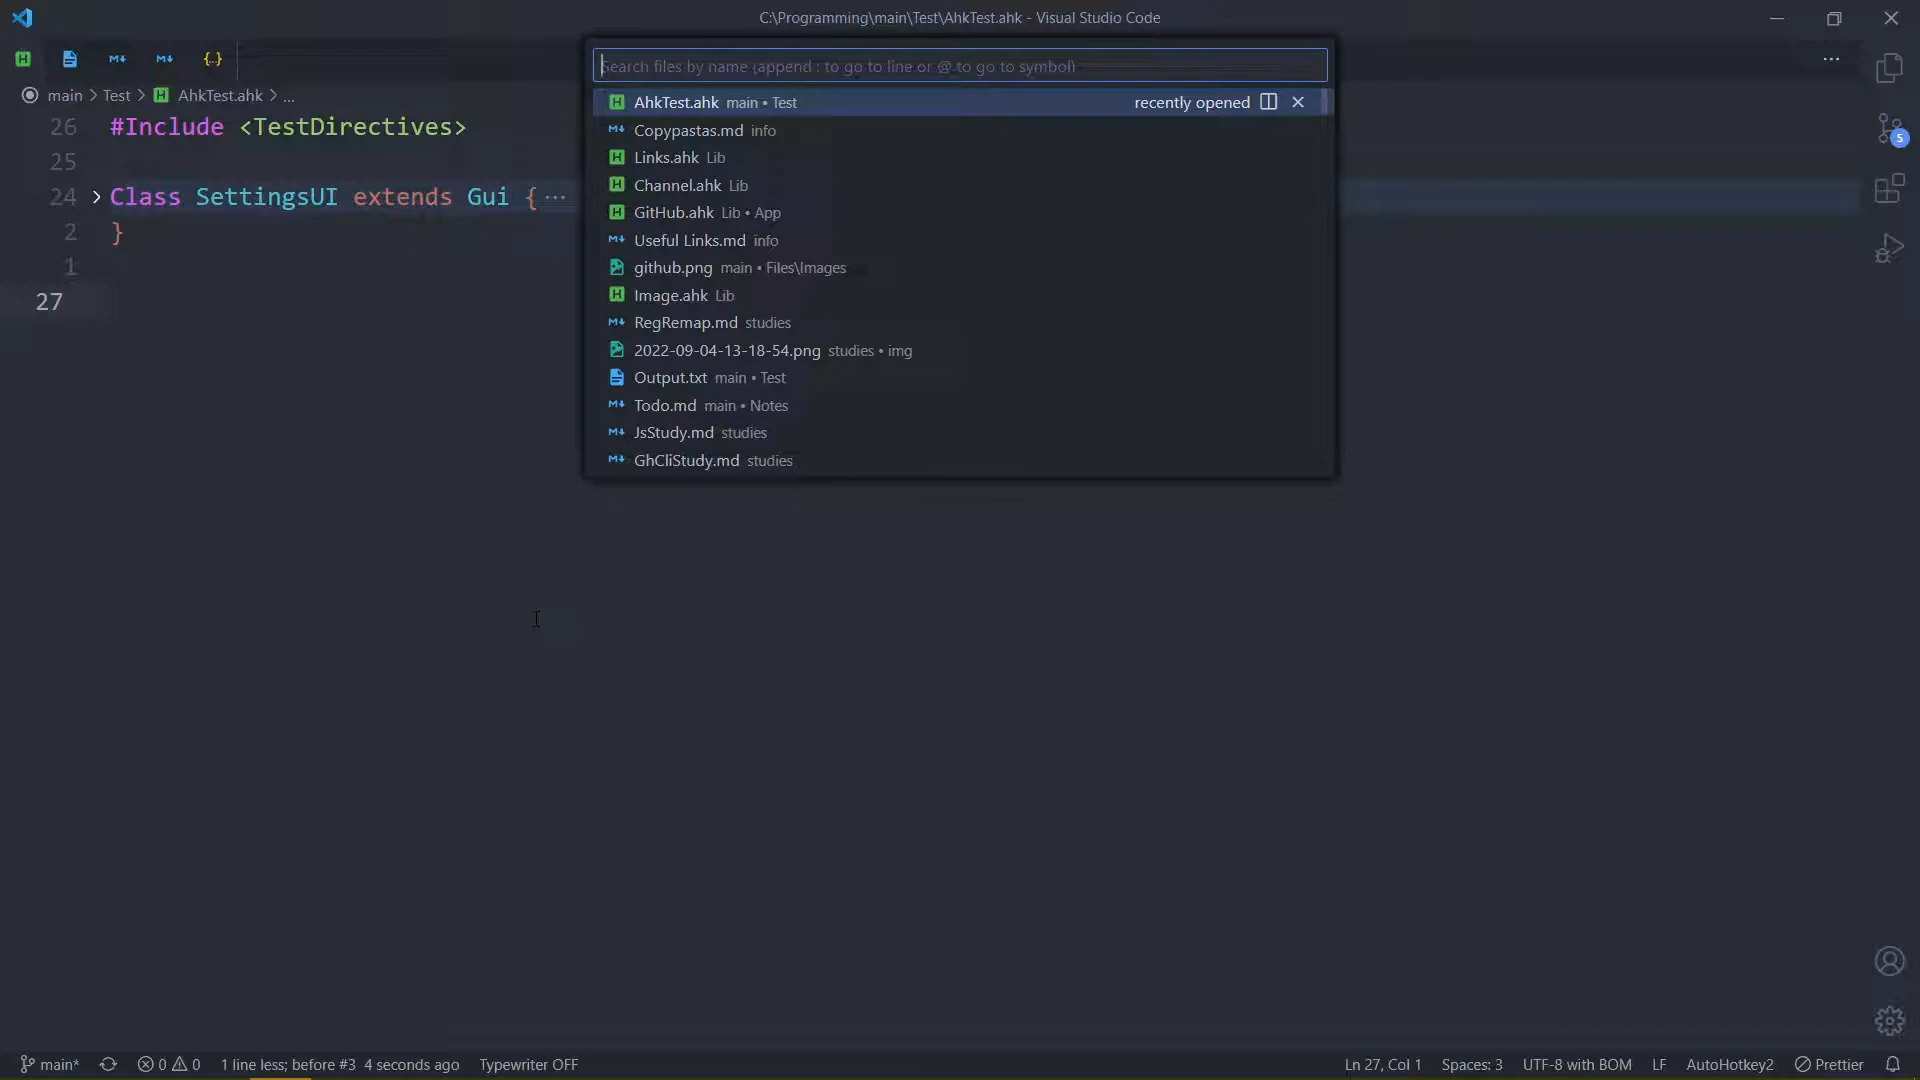 C:\Programming\main\Test\AhkTest.ahk - Visual Studio Code
main > Test > AhkTest.ahk > ...
26 #Include <TestDirectives>
25
24 > Class SettingsUI extends Gui { ···
2 }
1
27
Search files by name (append : to go to line or @ to go to symbol)
AhkTest.ahk main • Test recently opened
Copypastas.md info
Links.ahk Lib
Channel.ahk Lib
GitHub.ahk Lib • App
Useful Links.md info
github.png main • Files\Images
Image.ahk Lib
RegRemap.md studies
2022-09-04-13-18-54.png studies • img
Output.txt main • Test
Todo.md main • Notes
JsStudy.md studies
GhCliStudy.md studies
5
main* 0 0 1 line less; before #3 4 seconds ago Typewriter OFF Ln 27, Col 1 Spaces: 3 UTF-8 with BOM LF AutoHotkey2 Prettier